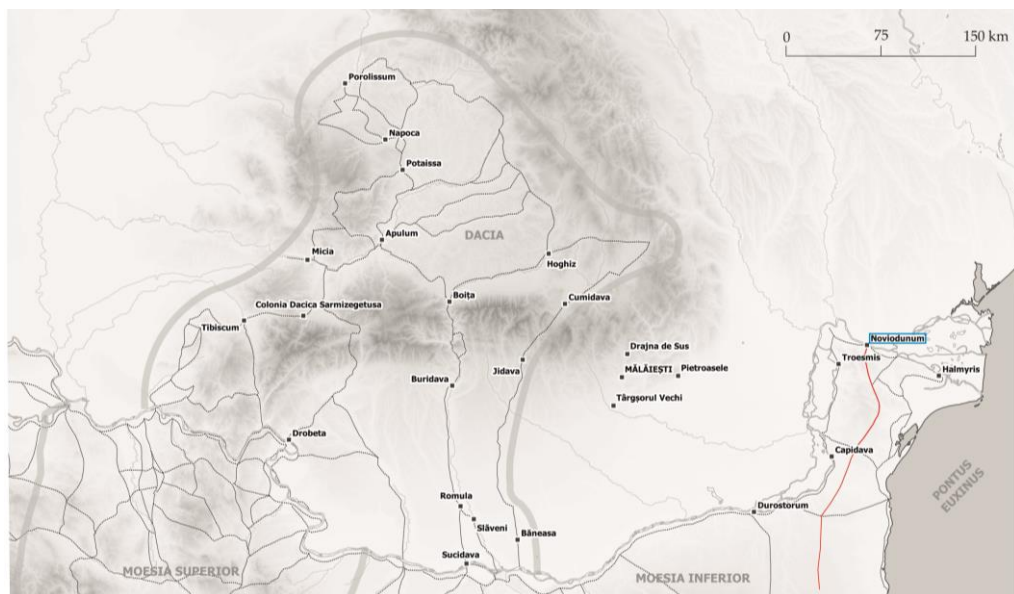 0 75 150 km
Porolissum
Napoca
Potaissa
Apulum
DACIA
Micia
Hoghiz
Boița
Cumidava
Colonia Dacica Sarmizegetusa
Tibiscum
Noviodunum
Drajna de Sus
Troesmis
Jidava
MĂLĂIEȘTI
Pietroasele
Halmyris
Buridava
Târgșorul Vechi
Drobeta
Capidava
PONTUS
EUXINUS
Romula
Durostorum
Slăveni
Băneasa
Sucidava
MOESIA SUPERIOR
MOESIA INFERIOR